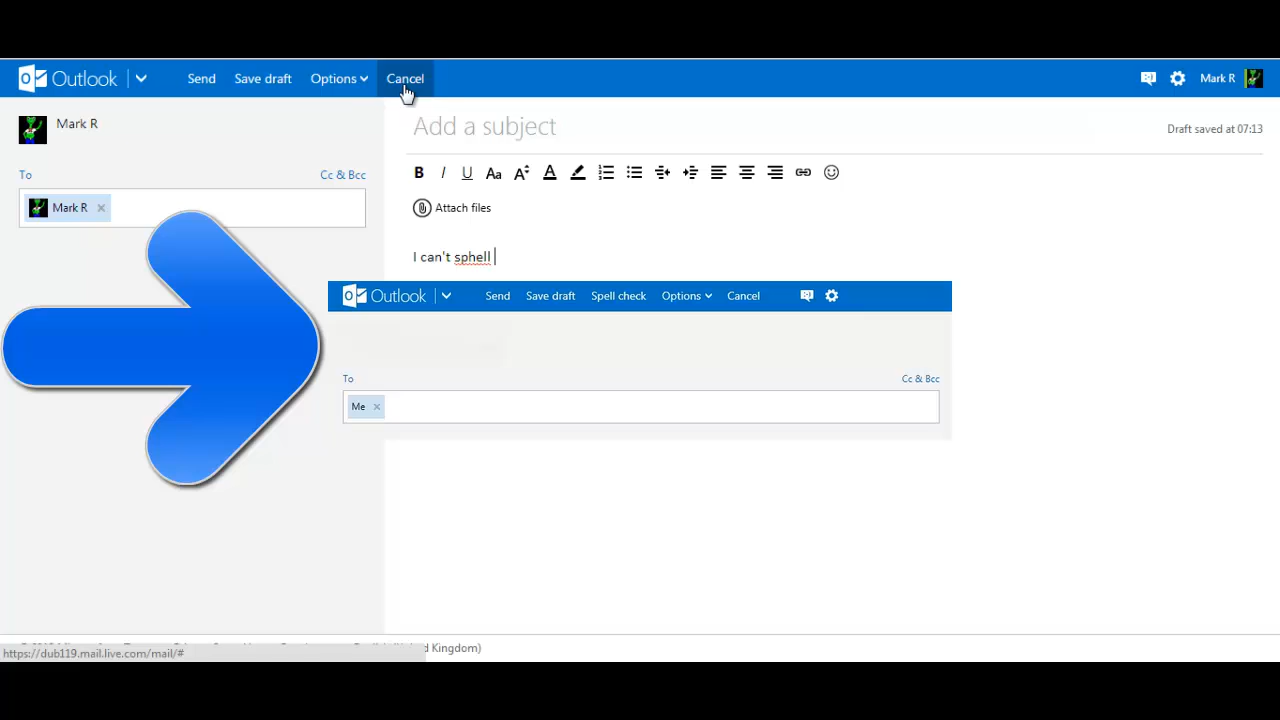 Outlook Send Save draft Options Cancel Mark R
Mark R
Add a subject
Draft saved at 07:13
To Cc & Bcc
B I U Aa A A
Mark R ×
Attach files
I can't sphell
Outlook Send Save draft Spell check Options Cancel
To Cc & Bcc
Me ×
Kingdom)
https://dub119.mail.live.com/mail/#